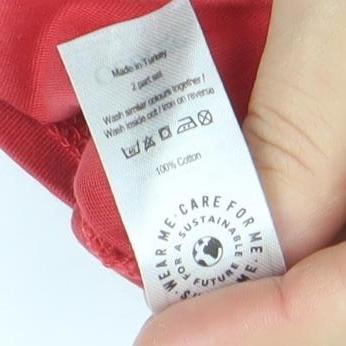 Made in Turkey
2 part set
Wash similar colours together /
Wash inside out / Iron on reverse
100% Cotton
WEAR ME · CARE FOR ME
FOR A SUSTAINABLE
FUTURE